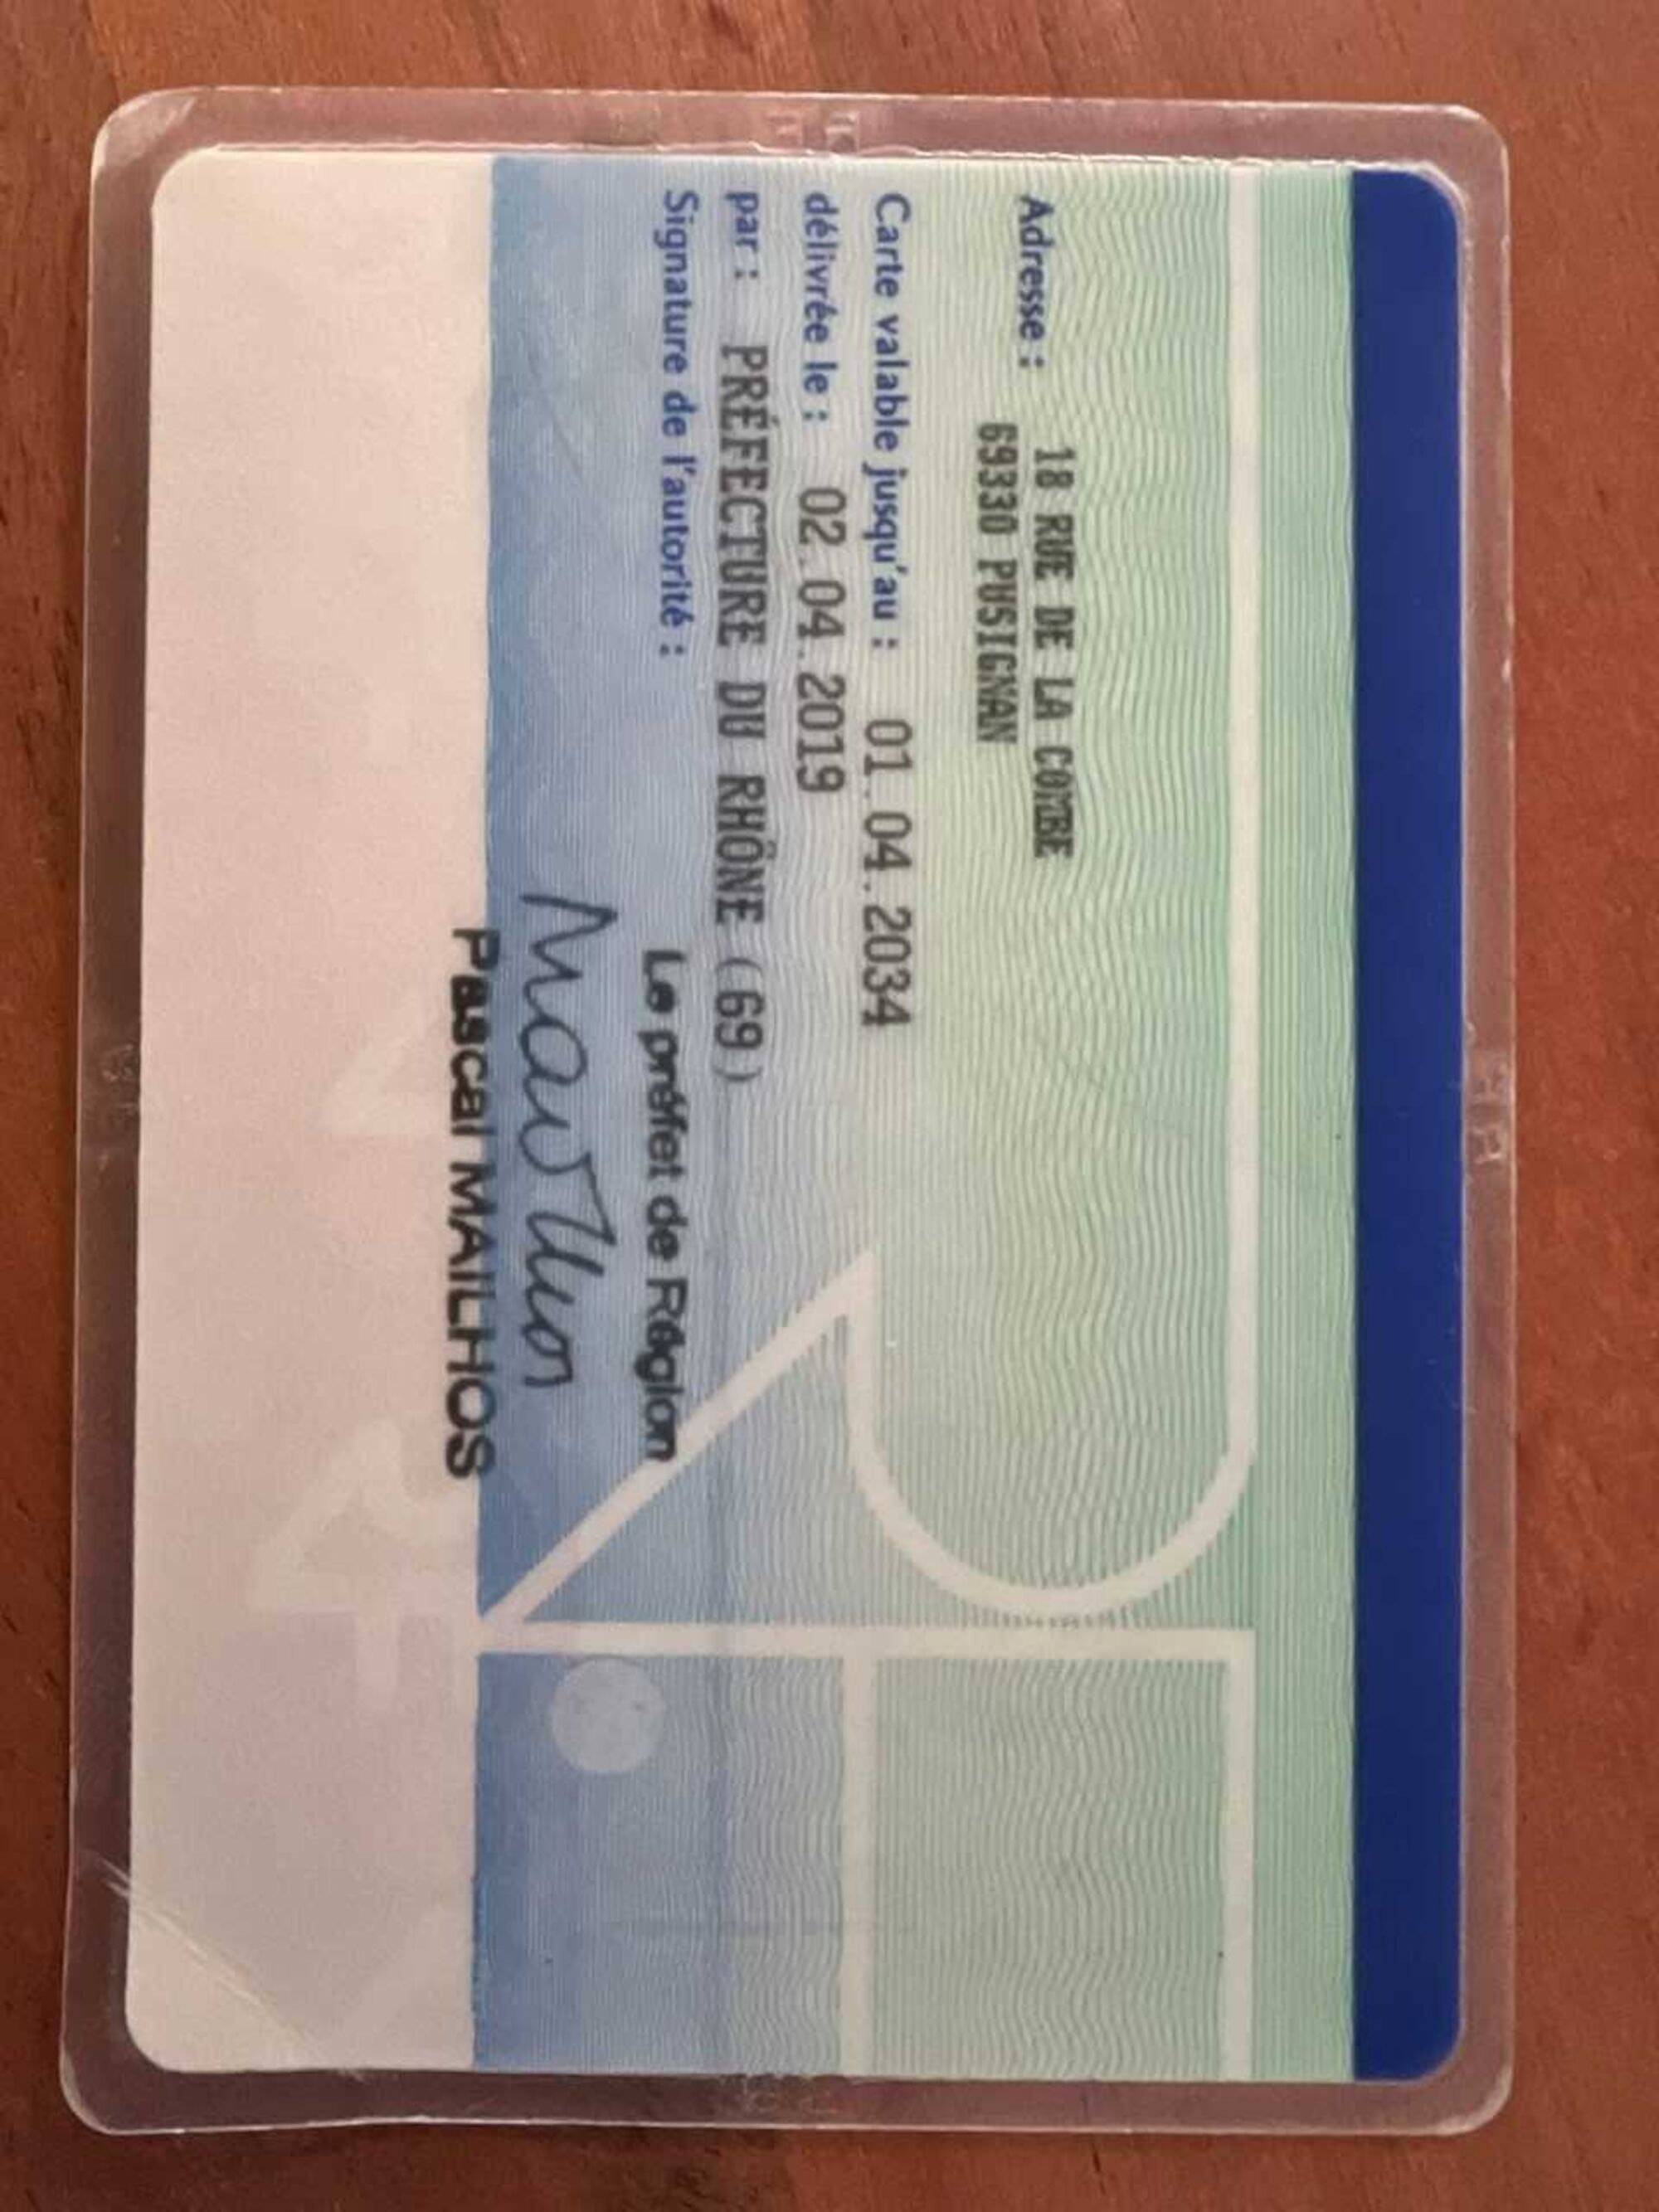 Adresse : 18 RUE DE LA COMBE
69330 PUSIGNAN
Carte valable jusqu'au : 01.04.2034
délivrée le : 02.04.2019
par : PRÉFECTURE DU RHÔNE (69)
Signature de l'autorité :
Le préfet de Région
Pascal MAILHOS